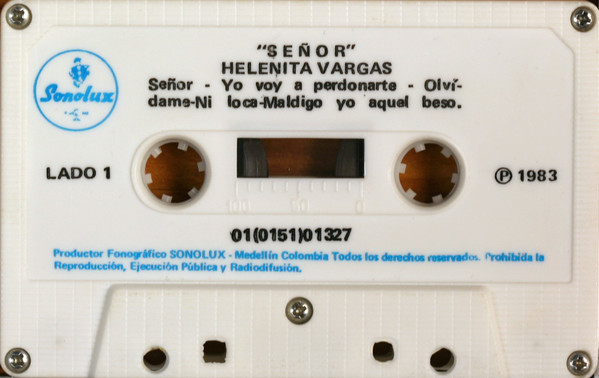 "SEÑOR"
HELENITA VARGAS
Señor - Yo voy a perdonarte - Olví-
dame-Ni loca-Maldigo yo aquel beso.
Sonolux
LADO 1
℗ 1983
100 50 0
01(0151)01327
Productor Fonográfico SONOLUX - Medellín Colombia Todos los derechos reservados. Prohibida la
Reproducción, Ejecución Pública y Radiodifusión.